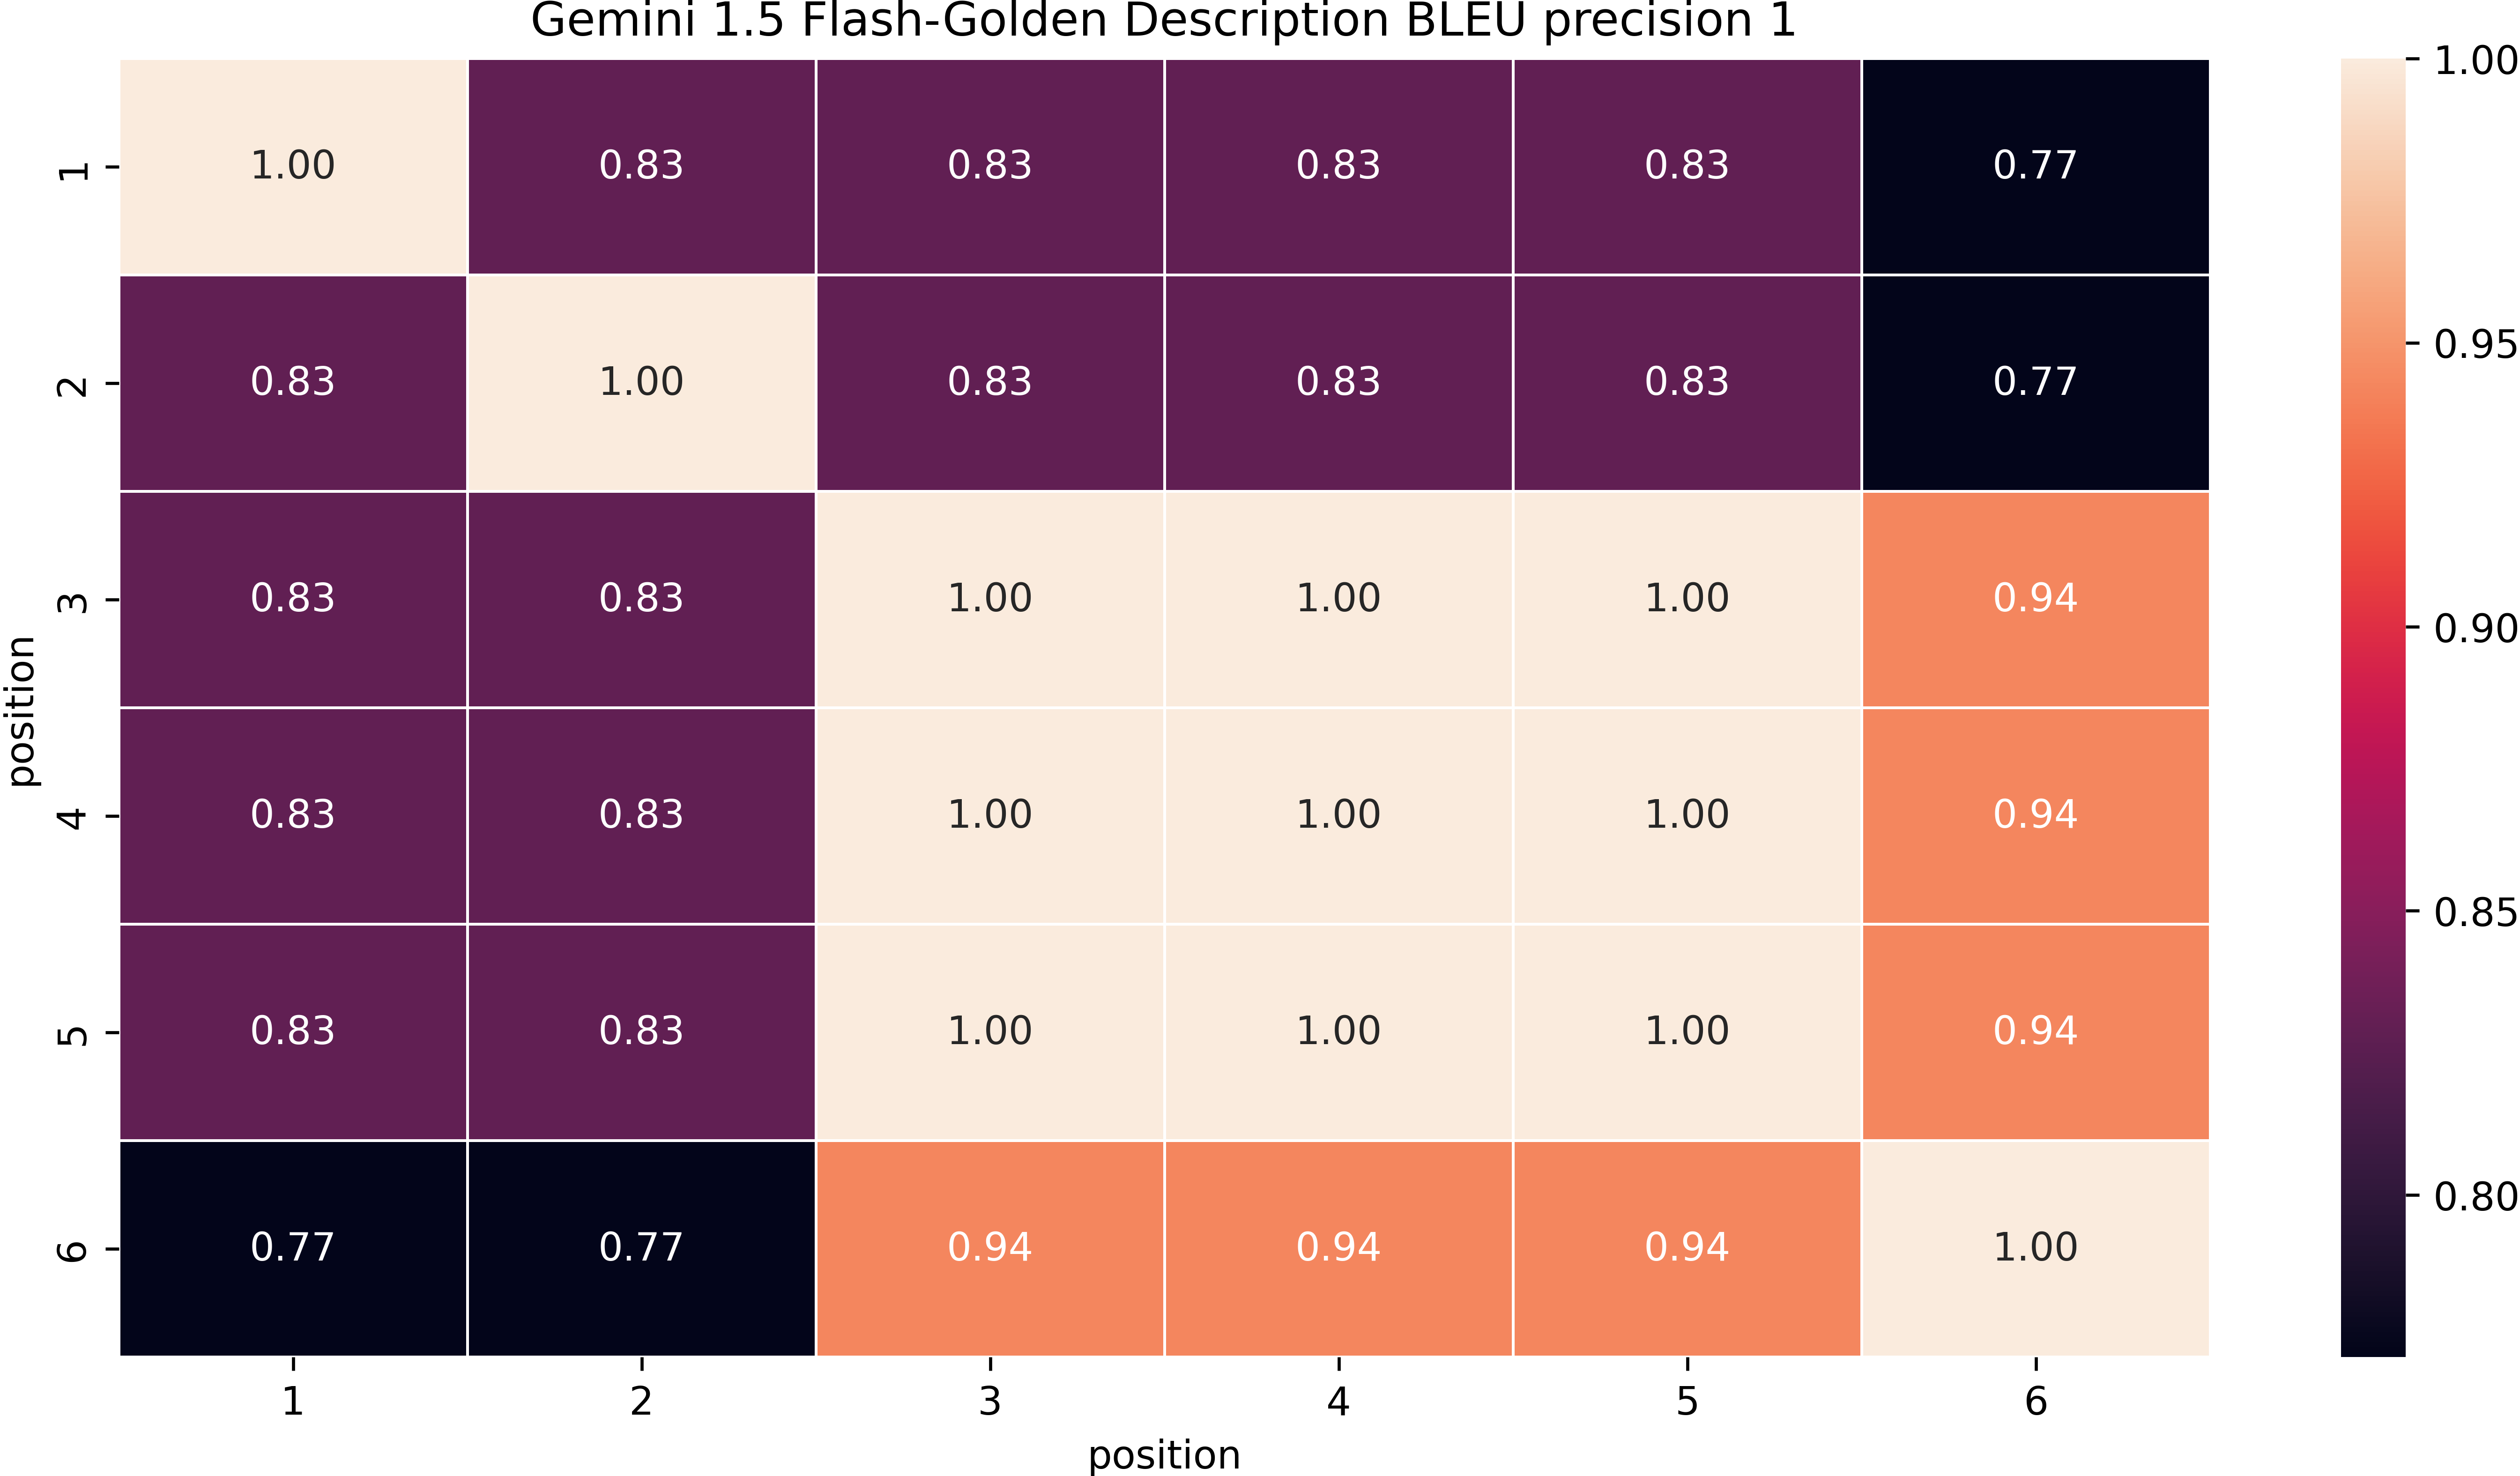 Gemini 1.5 Flash-Golden Description BLEU precision 1
1.00
1 1.00 0.83 0.83 0.83 0.83 0.77
0.95
2 0.83 1.00 0.83 0.83 0.83 0.77
3 0.83 0.83 1.00 1.00 1.00 0.94
0.90
position
4 0.83 0.83 1.00 1.00 1.00 0.94
0.85
5 0.83 0.83 1.00 1.00 1.00 0.94
0.80
6 0.77 0.77 0.94 0.94 0.94 1.00
1 2 3 4 5 6
position